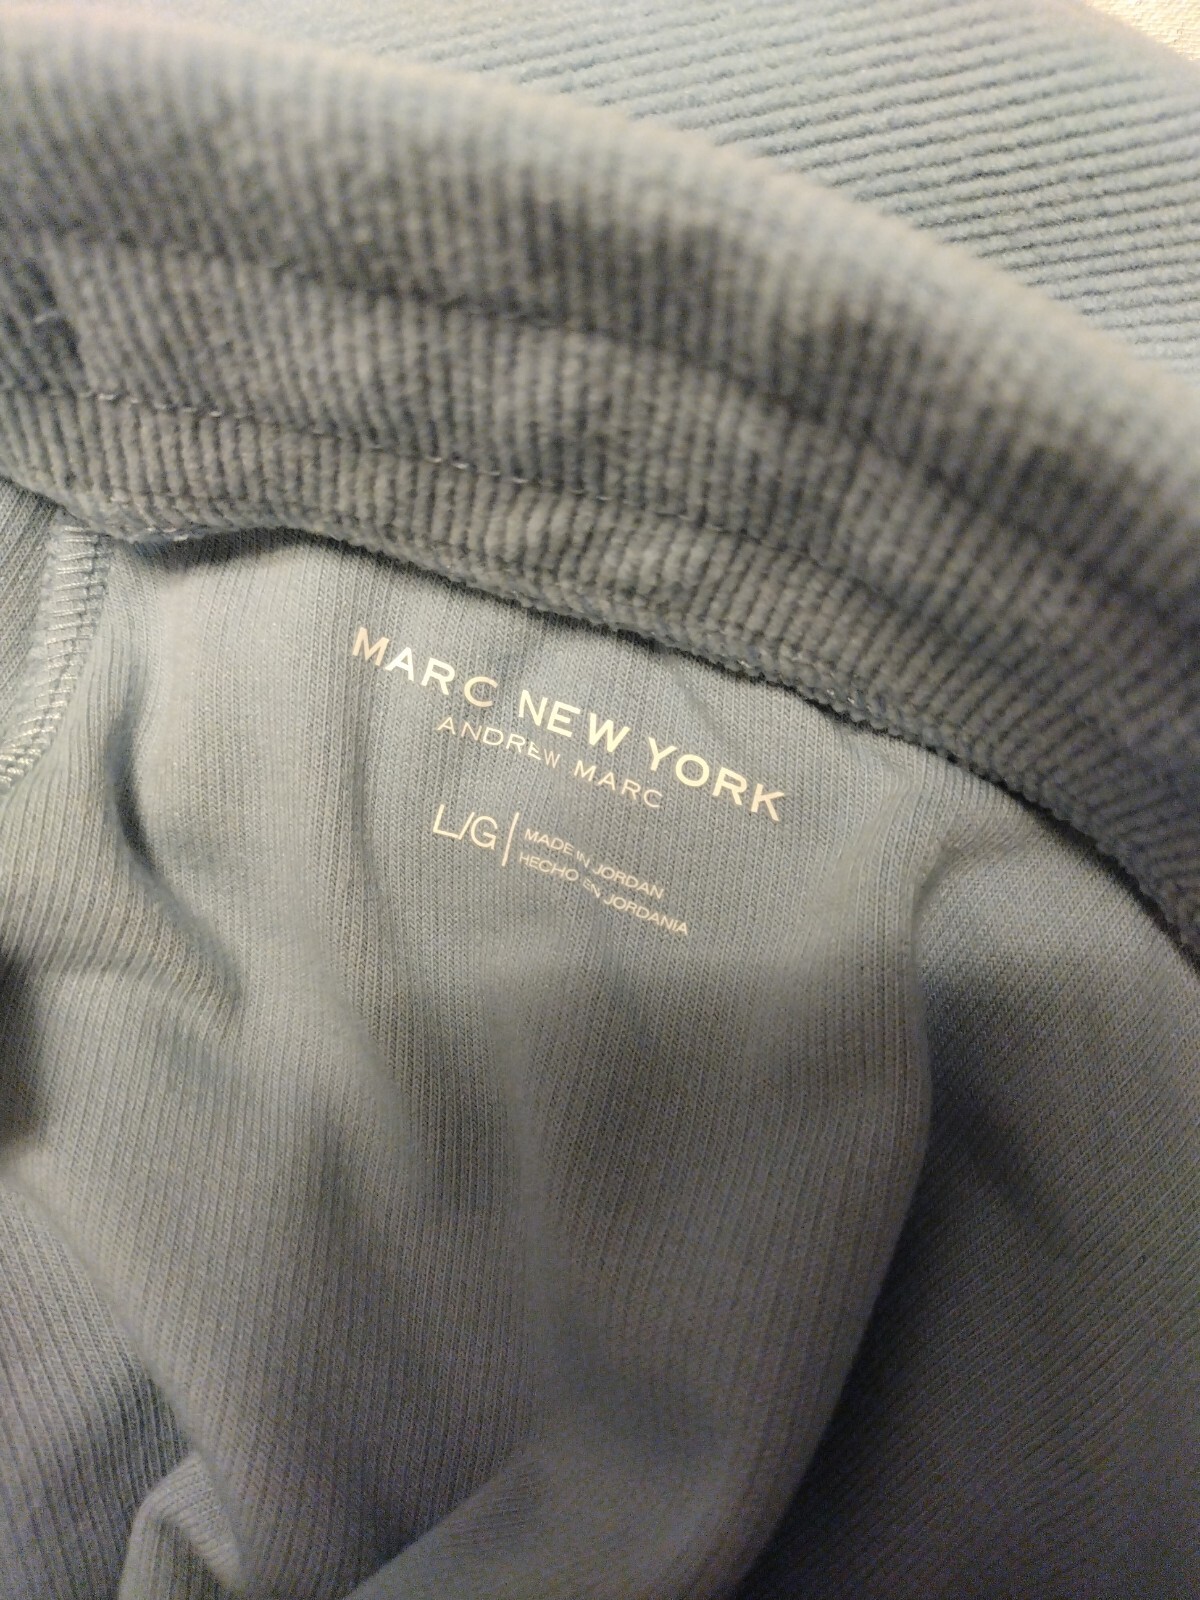 MARC NEW YORK
ANDREW MARC
L/G | MADE IN JORDAN
HECHO EN JORDANIA